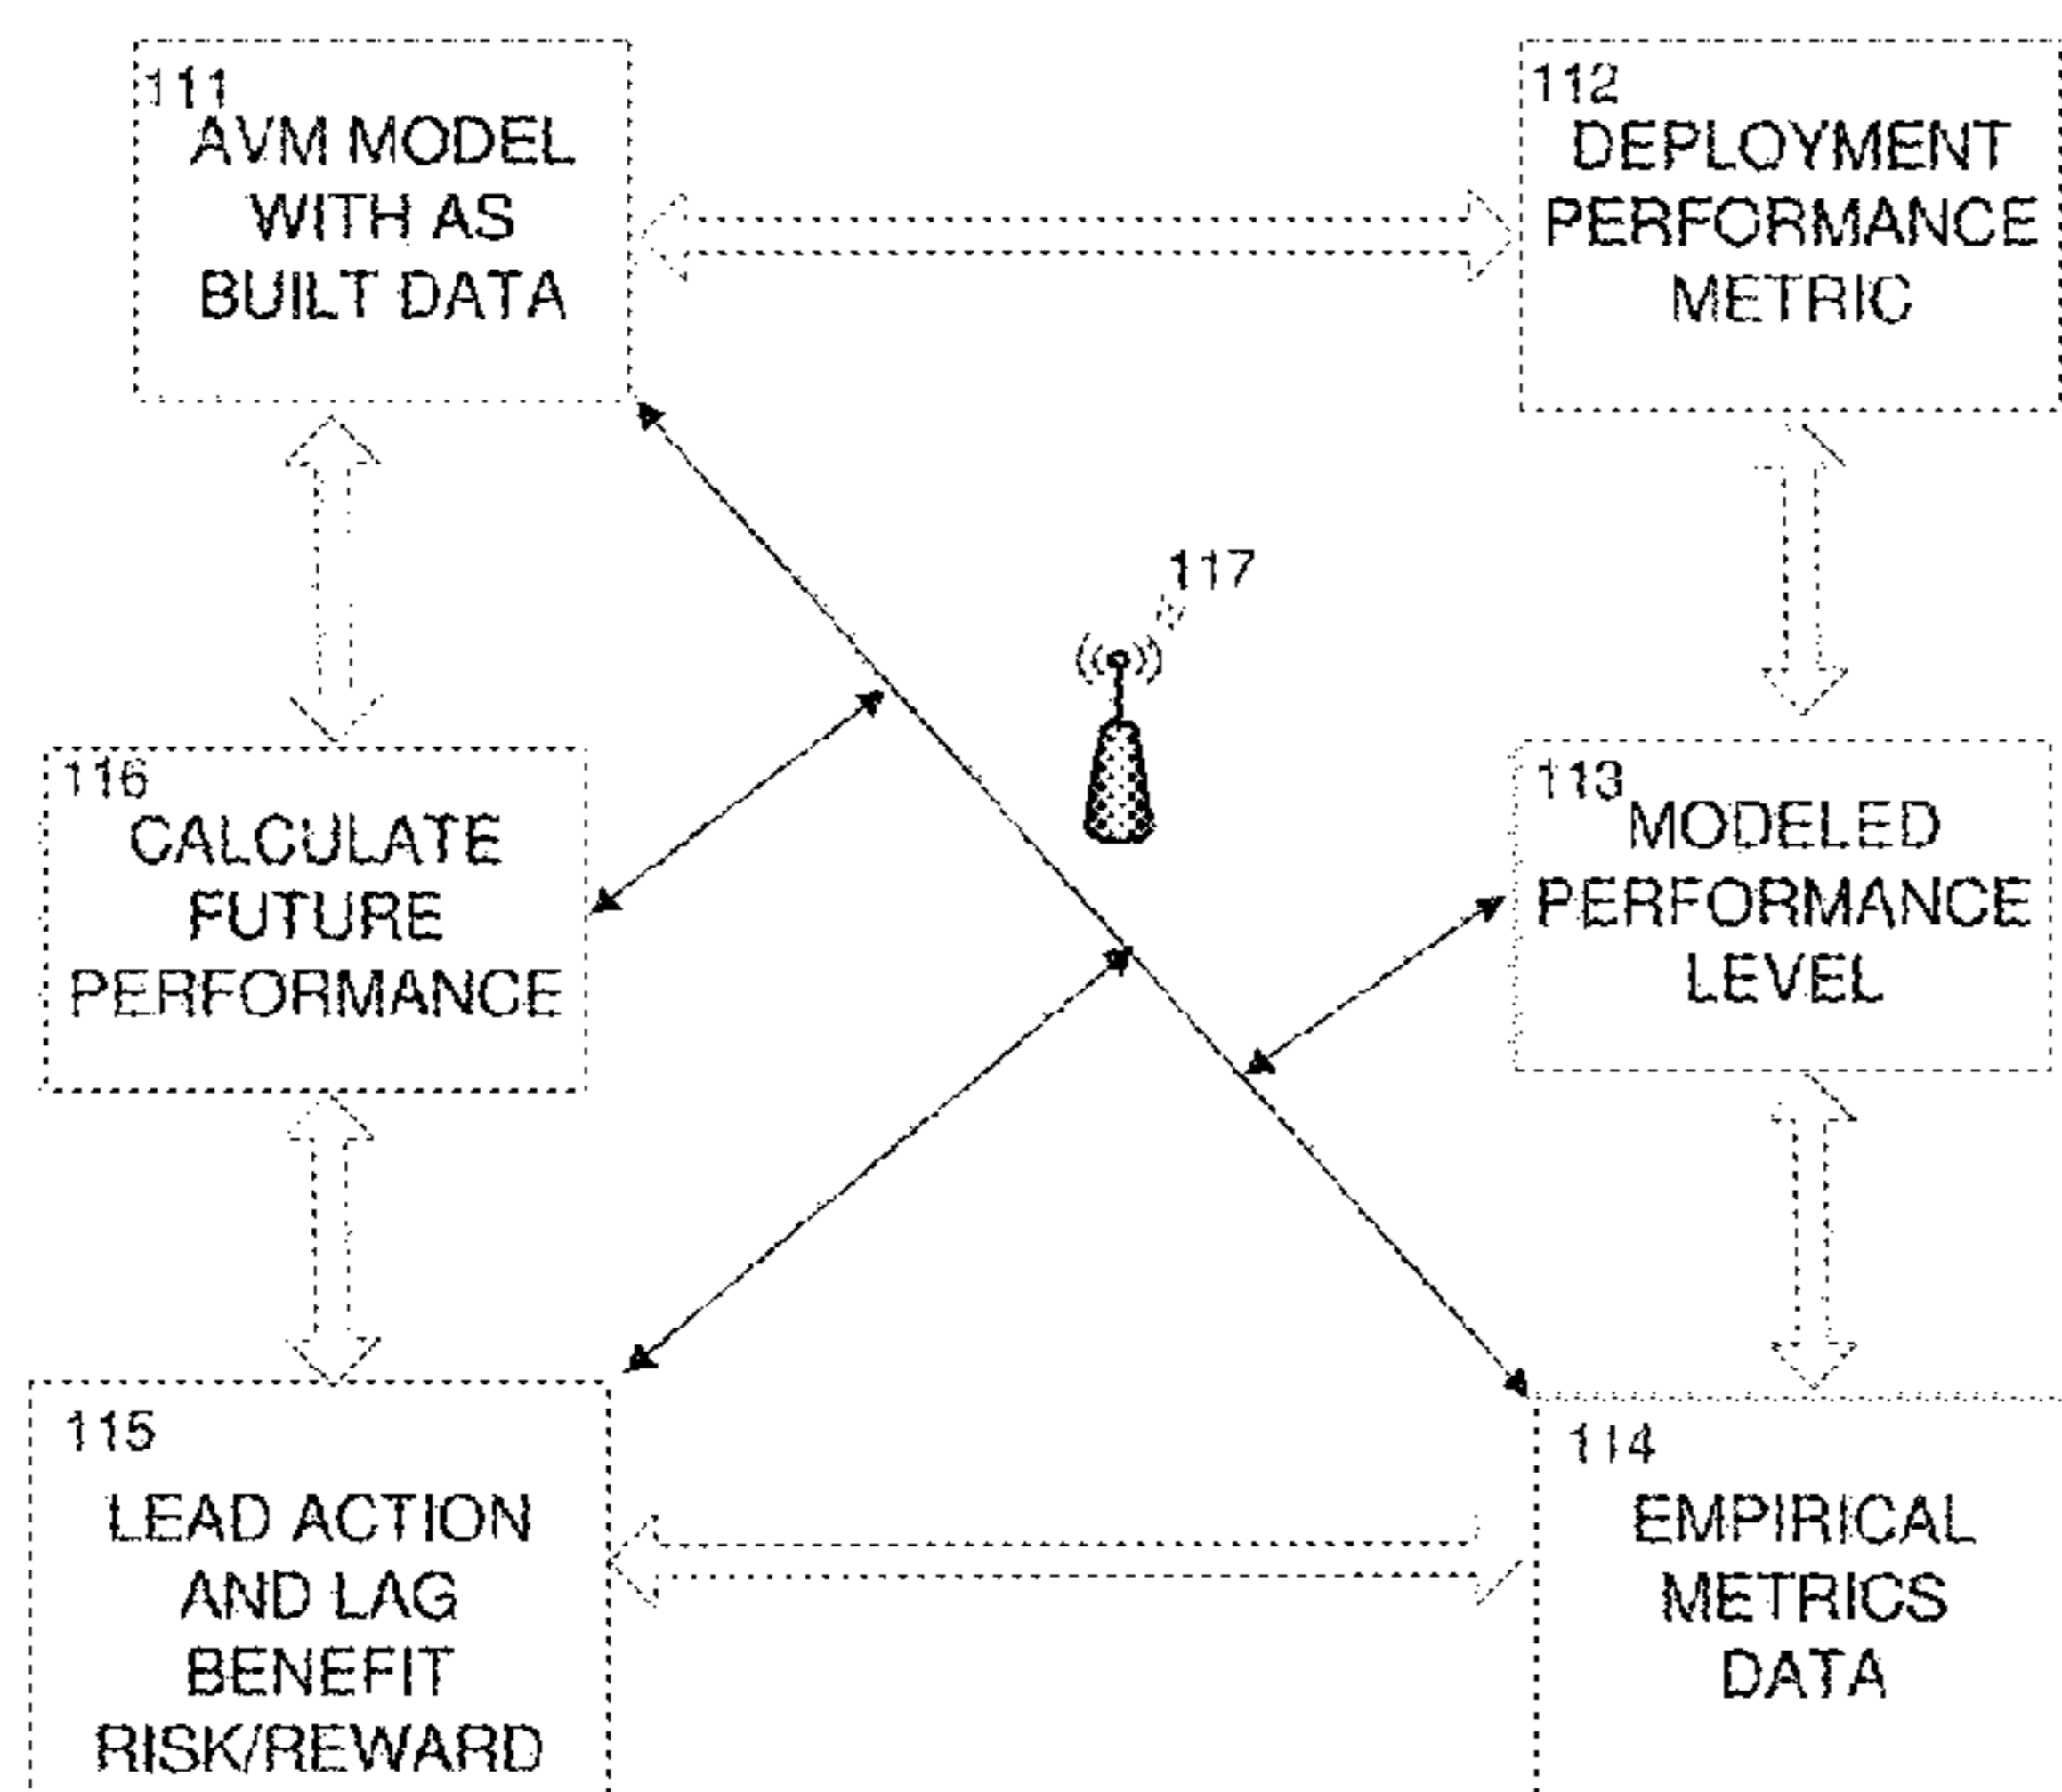 111
AVM MODEL
WITH AS
BUILT DATA
112
DEPLOYMENT
PERFORMANCE
METRIC
117
116
CALCULATE
FUTURE
PERFORMANCE
113
MODELED
PERFORMANCE
LEVEL
115
LEAD ACTION
AND LAG
BENEFIT
RISK/REWARD
114
EMPIRICAL
METRICS
DATA